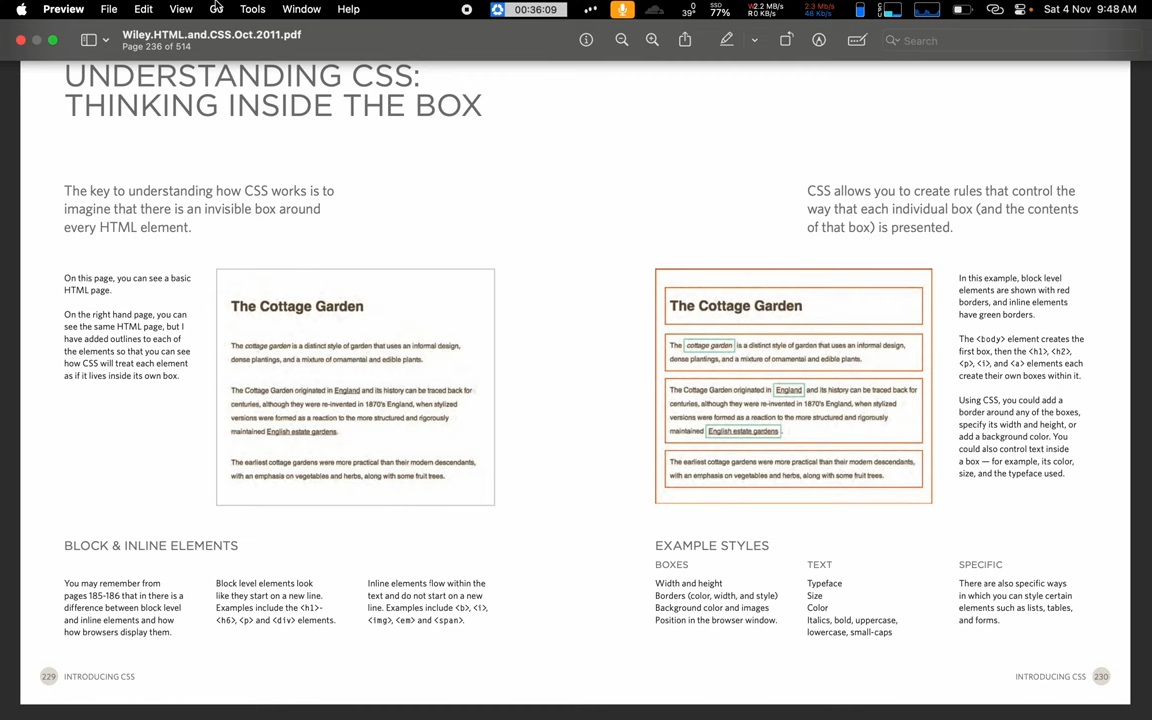 Preview File Edit View Tools Window Help
00:36:09
0 39° SSD 77% W2.2 MB/s R0 KB/s 2.3 Mb/s 46 Kb/s CPU Sat 4 Nov 9:48 AM
Wiley.HTML.and.CSS.Oct.2011.pdf
Page 236 of 514
Search
UNDERSTANDING CSS:
THINKING INSIDE THE BOX
The key to understanding how CSS works is to
imagine that there is an invisible box around
every HTML element.
CSS allows you to create rules that control the
way that each individual box (and the contents
of that box) is presented.
On this page, you can see a basic
HTML page.
On the right hand page, you can
see the same HTML page, but I
have added outlines to each of
the elements so that you can see
how CSS will treat each element
as if it lives inside its own box.
The Cottage Garden
The cottage garden is a distinct style of garden that uses an informal design,
dense plantings, and a mixture of ornamental and edible plants.
The Cottage Garden originated in England and its history can be traced back for
centuries, although they were re-invented in 1870's England, when stylized
versions were formed as a reaction to the more structured and rigorously
maintained English estate gardens.
The earliest cottage gardens were more practical than their modern descendants,
with an emphasis on vegetables and herbs, along with some fruit trees.
The Cottage Garden
The cottage garden is a distinct style of garden that uses an informal design,
dense plantings, and a mixture of ornamental and edible plants.
The Cottage Garden originated in England and its history can be traced back for
centuries, although they were re-invented in 1870's England, when stylized
versions were formed as a reaction to the more structured and rigorously
maintained English estate gardens.
The earliest cottage gardens were more practical than their modern descendants,
with an emphasis on vegetables and herbs, along with some fruit trees.
In this example, block level
elements are shown with red
borders, and inline elements
have green borders.
The <body> element creates the
first box, then the <h1>, <h2>,
<p>, <i>, and <a> elements each
create their own boxes within it.
Using CSS, you could add a
border around any of the boxes,
specify its width and height, or
add a background color. You
could also control text inside
a box — for example, its color,
size, and the typeface used.
BLOCK & INLINE ELEMENTS
You may remember from
pages 185-186 that in there is a
difference between block level
and inline elements and how
how browsers display them.
Block level elements look
like they start on a new line.
Examples include the <h1>-
<h6>, <p> and <div> elements.
Inline elements flow within the
text and do not start on a new
line. Examples include <b>, <i>,
<img>, <em> and <span>.
EXAMPLE STYLES
BOXES
Width and height
Borders (color, width, and style)
Background color and images
Position in the browser window.
TEXT
Typeface
Size
Color
Italics, bold, uppercase,
lowercase, small-caps
SPECIFIC
There are also specific ways
in which you can style certain
elements such as lists, tables,
and forms.
229 INTRODUCING CSS
INTRODUCING CSS 230